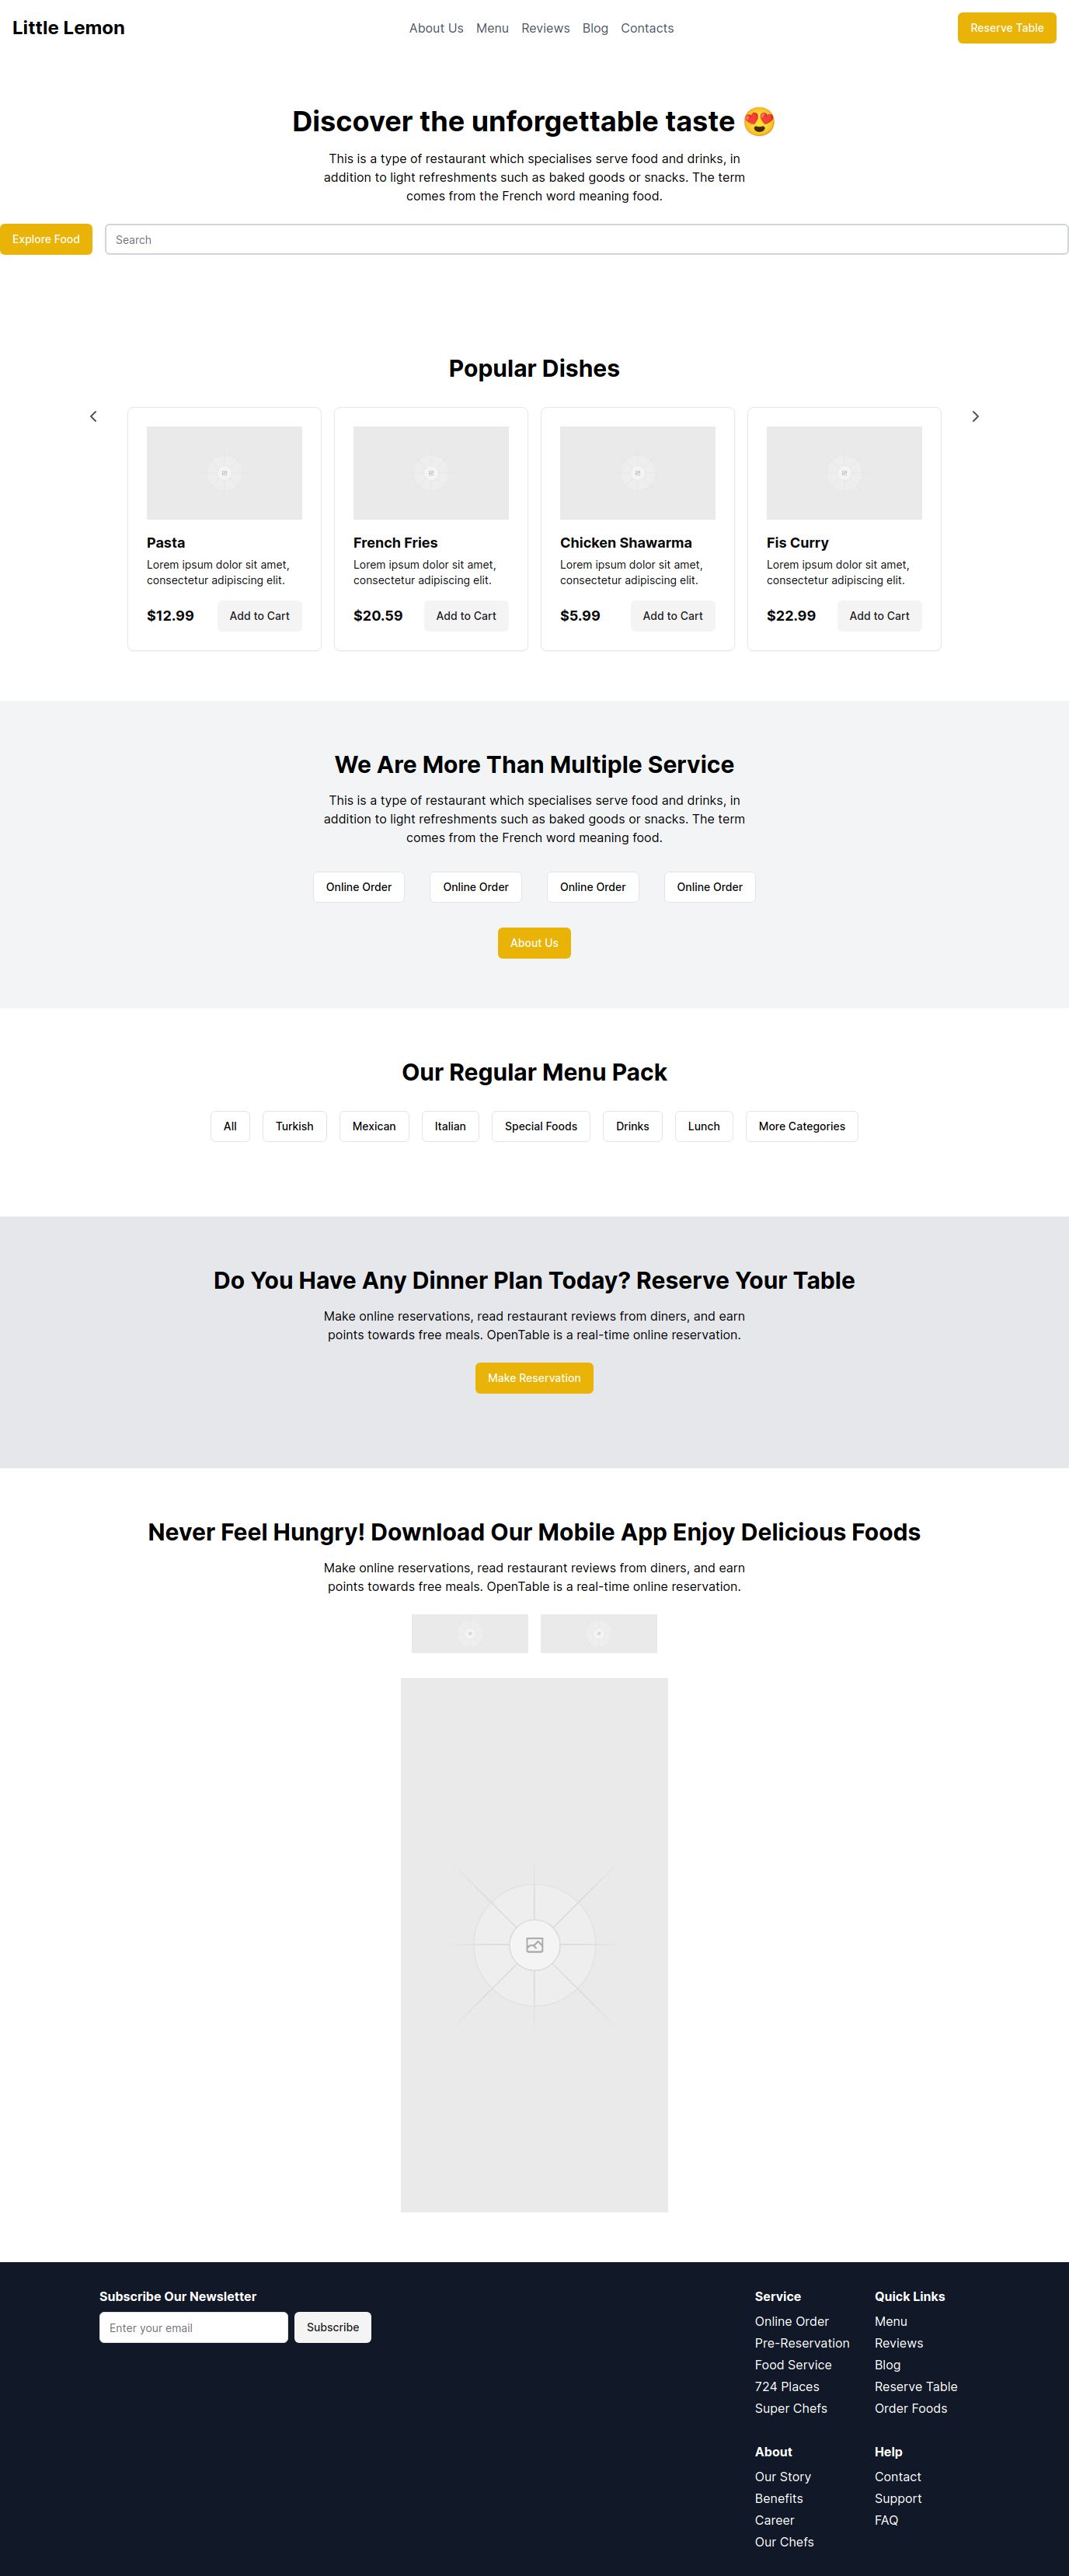 Little Lemon
About Us Menu Reviews Blog Contacts
Reserve Table
Discover the unforgettable taste 😍
This is a type of restaurant which specialises serve food and drinks, in
addition to light refreshments such as baked goods or snacks. The term
comes from the French word meaning food.
Explore Food
Search
Popular Dishes
Pasta
Lorem ipsum dolor sit amet,
consectetur adipiscing elit.
$12.99
Add to Cart
French Fries
Lorem ipsum dolor sit amet,
consectetur adipiscing elit.
$20.59
Add to Cart
Chicken Shawarma
Lorem ipsum dolor sit amet,
consectetur adipiscing elit.
$5.99
Add to Cart
Fis Curry
Lorem ipsum dolor sit amet,
consectetur adipiscing elit.
$22.99
Add to Cart
We Are More Than Multiple Service
This is a type of restaurant which specialises serve food and drinks, in
addition to light refreshments such as baked goods or snacks. The term
comes from the French word meaning food.
Online Order Online Order Online Order Online Order
About Us
Our Regular Menu Pack
All Turkish Mexican Italian Special Foods Drinks Lunch More Categories
Do You Have Any Dinner Plan Today? Reserve Your Table
Make online reservations, read restaurant reviews from diners, and earn
points towards free meals. OpenTable is a real-time online reservation.
Make Reservation
Never Feel Hungry! Download Our Mobile App Enjoy Delicious Foods
Make online reservations, read restaurant reviews from diners, and earn
points towards free meals. OpenTable is a real-time online reservation.
Subscribe Our Newsletter
Enter your email
Subscribe
Service
Online Order
Pre-Reservation
Food Service
724 Places
Super Chefs
Quick Links
Menu
Reviews
Blog
Reserve Table
Order Foods
About
Our Story
Benefits
Career
Our Chefs
Help
Contact
Support
FAQ